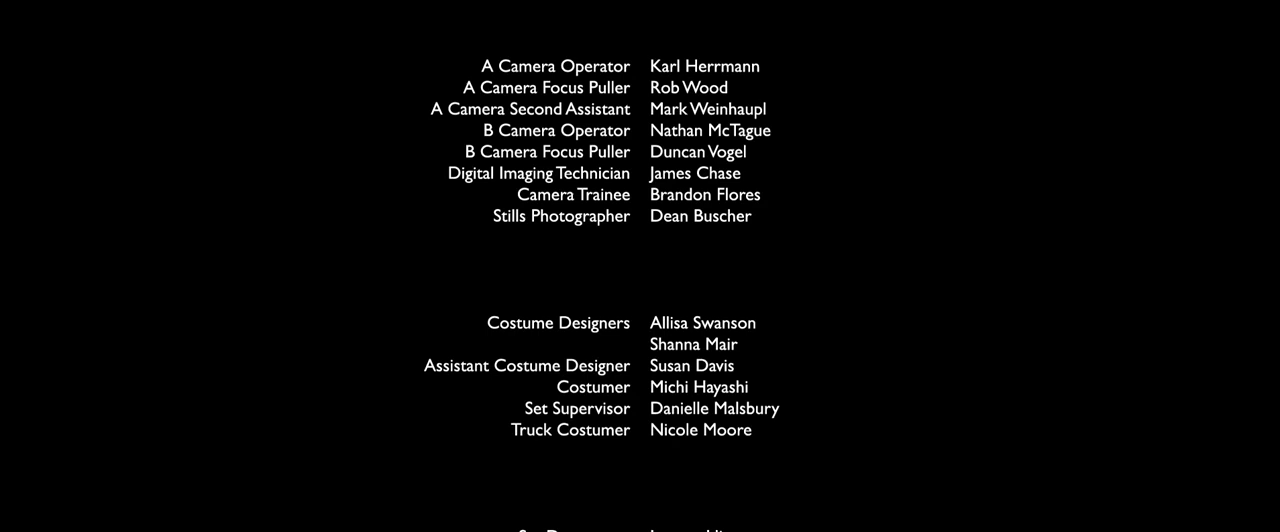 A Camera Operator Karl Herrmann
A Camera Focus Puller Rob Wood
A Camera Second Assistant Mark Weinhaupl
B Camera Operator Nathan McTague
B Camera Focus Puller Duncan Vogel
Digital Imaging Technician James Chase
Camera Trainee Brandon Flores
Stills Photographer Dean Buscher
Costume Designers Allisa Swanson
Shanna Mair
Assistant Costume Designer Susan Davis
Costumer Michi Hayashi
Set Supervisor Danielle Malsbury
Truck Costumer Nicole Moore